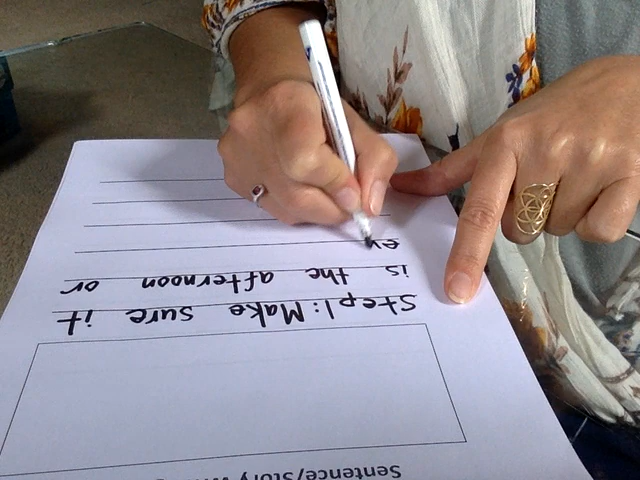 Sentence/Story
Step1: Make sure it
is the afternoon or
ev